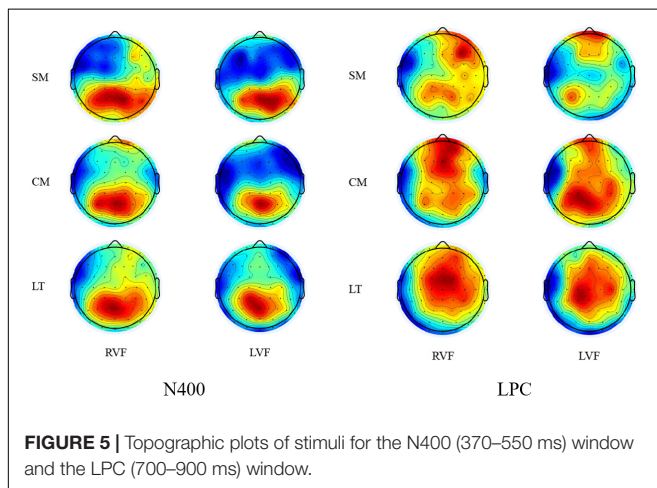 SM
SM
CM
CM
LT
LT
RVF LVF RVF LVF
N400 LPC
FIGURE 5 | Topographic plots of stimuli for the N400 (370–550 ms) window
and the LPC (700–900 ms) window.